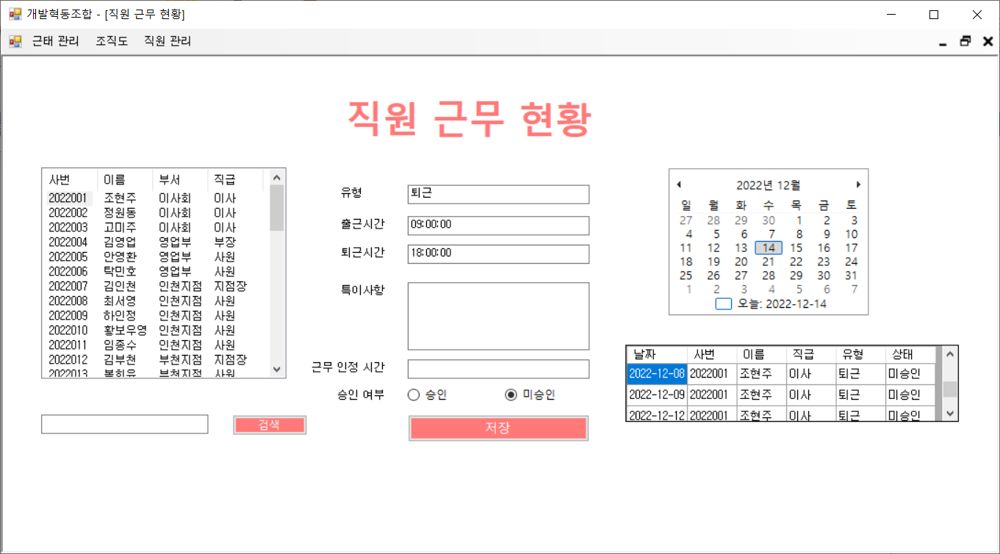 개발혁동조합 - [직원 근무 현황]
근태 관리 조직도 직원 관리
직원 근무 현황
사번 이름 부서 직급
2022001 조현주 이사회 이사
2022002 정원동 이사회 이사
2022003 고미주 이사회 이사
2022004 김영업 영업부 부장
2022005 안영환 영업부 사원
2022006 탁민호 영업부 사원
2022007 김인천 인천지점 지점장
2022008 최서영 인천지점 사원
2022009 하인정 인천지점 사원
2022010 황보우영 인천지점 사원
2022011 임종수 인천지점 사원
2022012 김부천 부천지점 지점장
2022013 부천지점 사원
검색
유형 퇴근
출근시간 09:00:00
퇴근시간 18:00:00
특이사항
근무 인정 시간
승인 여부 승인 미승인
저장
2022년 12월
일 월 화 수 목 금 토
27 28 29 30 1 2 3
4 5 6 7 8 9 10
11 12 13 14 15 16 17
18 19 20 21 22 23 24
25 26 27 28 29 30 31
1 2 3 4 5 6 7
오늘: 2022-12-14
날짜 사번 이름 직급 유형 상태
2022-12-08 2022001 조현주 이사 퇴근 미승인
2022-12-09 2022001 조현주 이사 퇴근 미승인
2022-12-12 2022001 조현주 이사 퇴근 미승인